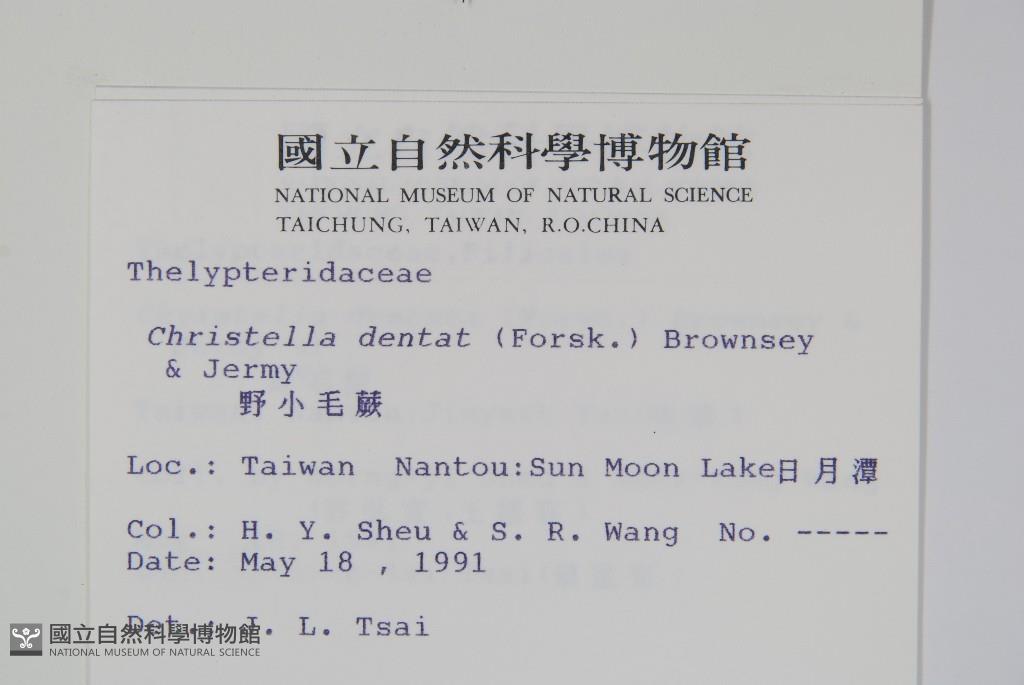 國立自然科學博物館
NATIONAL MUSEUM OF NATURAL SCIENCE
TAICHUNG, TAIWAN, R.O.CHINA
Thelypteridaceae
Christella dentat (Forsk.) Brownsey
& Jermy
野小毛蕨
Loc.: Taiwan Nantou:Sun Moon Lake日月潭
Col.: H. Y. Sheu & S. R. Wang No. -----
Date: May 18 , 1991
Det.: J. L. Tsai
國立自然科學博物館
NATIONAL MUSEUM OF NATURAL SCIENCE